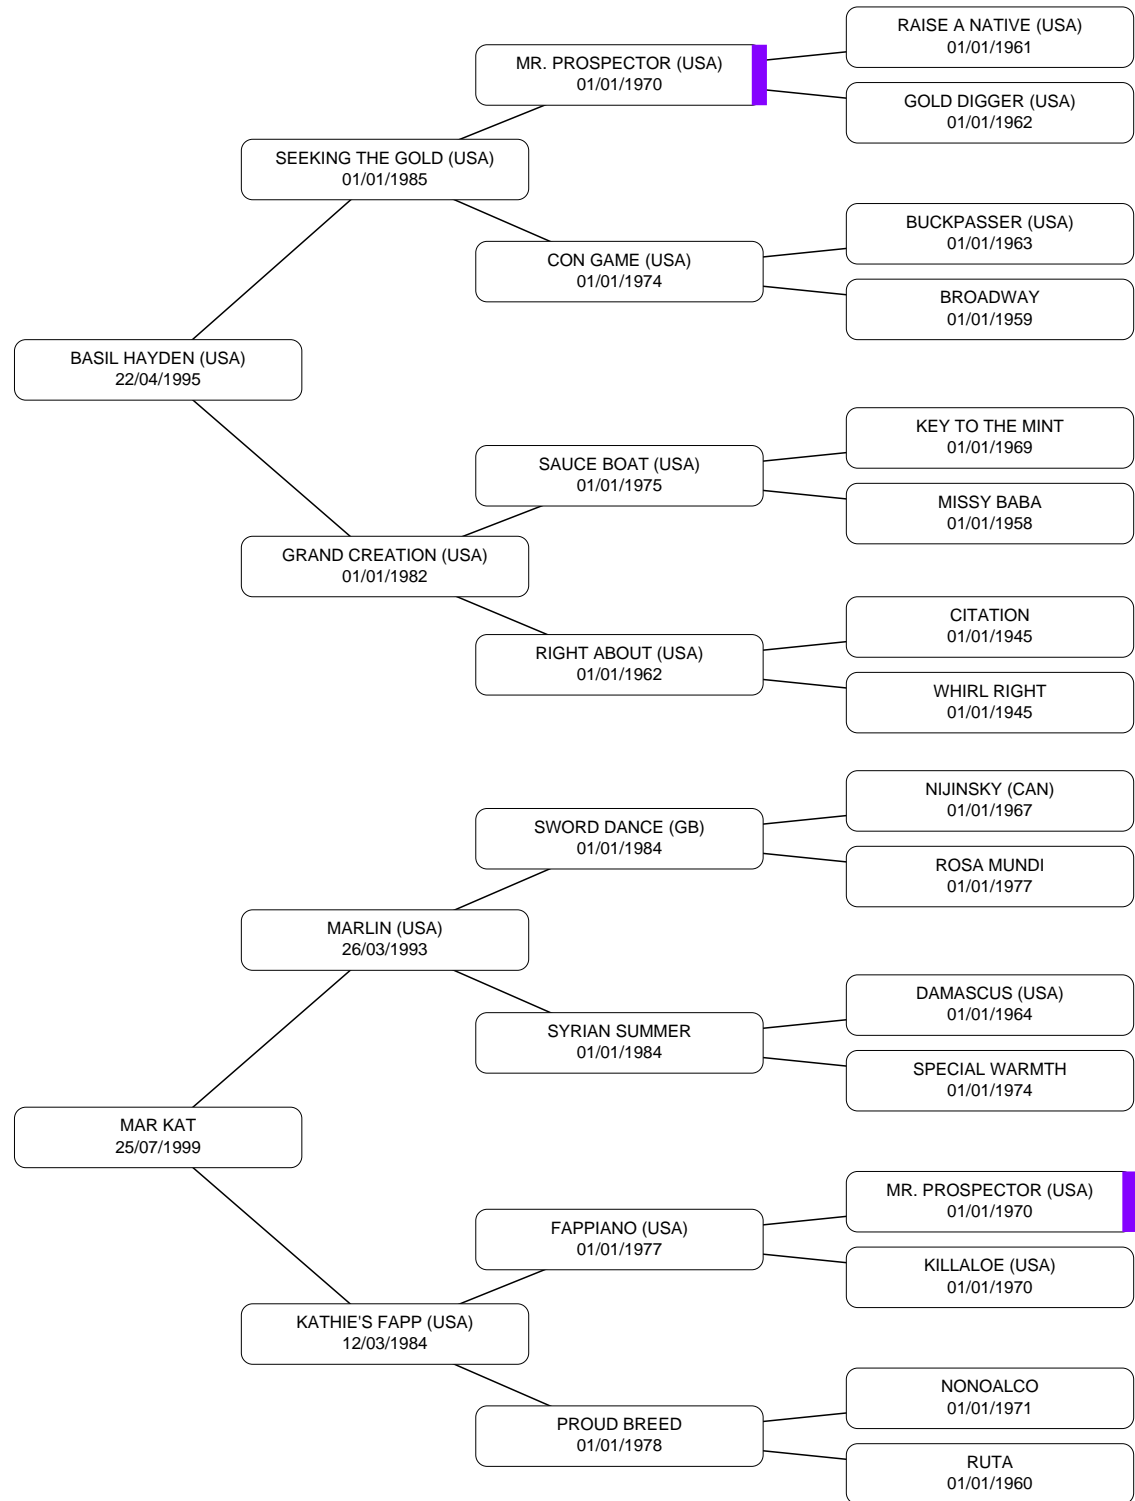 RAISE A NATIVE (USA)
01/01/1961
MR. PROSPECTOR (USA)
01/01/1970
GOLD DIGGER (USA)
01/01/1962
SEEKING THE GOLD (USA)
01/01/1985
BUCKPASSER (USA)
01/01/1963
CON GAME (USA)
01/01/1974
BROADWAY
01/01/1959
BASIL HAYDEN (USA)
22/04/1995
KEY TO THE MINT
01/01/1969
SAUCE BOAT (USA)
01/01/1975
MISSY BABA
01/01/1958
GRAND CREATION (USA)
01/01/1982
CITATION
01/01/1945
RIGHT ABOUT (USA)
01/01/1962
WHIRL RIGHT
01/01/1945
NIJINSKY (CAN)
01/01/1967
SWORD DANCE (GB)
01/01/1984
ROSA MUNDI
01/01/1977
MARLIN (USA)
26/03/1993
DAMASCUS (USA)
01/01/1964
SYRIAN SUMMER
01/01/1984
SPECIAL WARMTH
01/01/1974
MAR KAT
25/07/1999
MR. PROSPECTOR (USA)
01/01/1970
FAPPIANO (USA)
01/01/1977
KILLALOE (USA)
01/01/1970
KATHIE'S FAPP (USA)
12/03/1984
NONOALCO
01/01/1971
PROUD BREED
01/01/1978
RUTA
01/01/1960